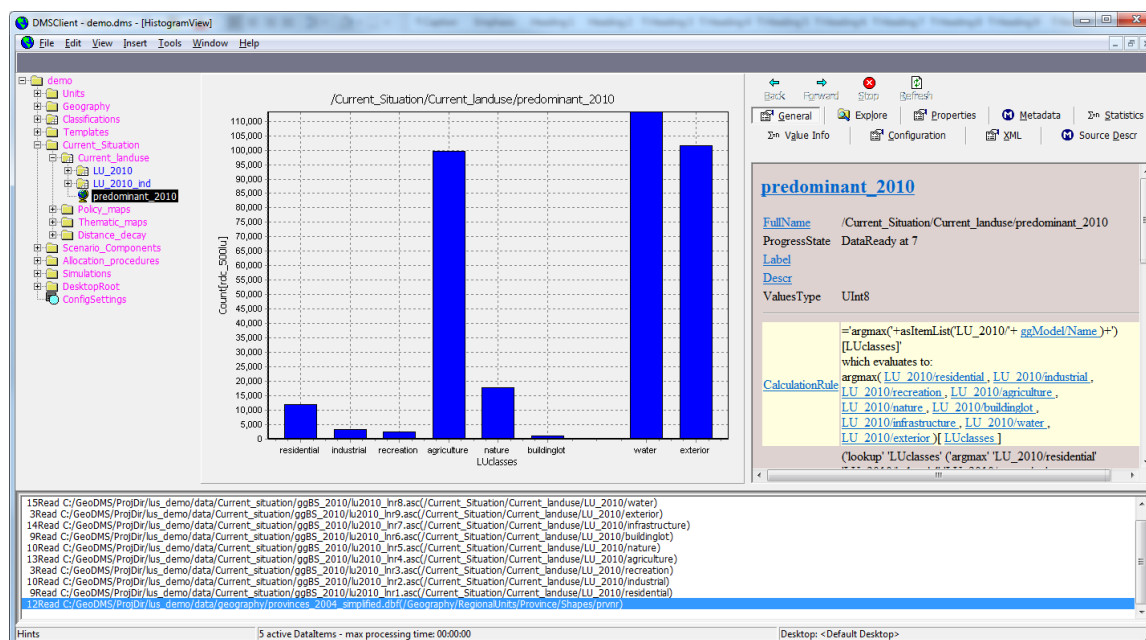 DMSClient - demo.dms - [HistogramView]
File Edit View Insert Tools Window Help
demo
Units
Geography
Classifications
Templates
Current_Situation
Current_landuse
LU_2010
LU_2010_ind
predominant_2010
Policy_maps
Thematic_maps
Distance_decay
Scenario_Components
Allocation_procedures
Simulations
DesktopRoot
ConfigSettings
/Current_Situation/Current_landuse/predominant_2010
Count[rdc_500lu]
110,000
105,000
100,000
95,000
90,000
85,000
80,000
75,000
70,000
65,000
60,000
55,000
50,000
45,000
40,000
35,000
30,000
25,000
20,000
15,000
10,000
5,000
0
residential industrial recreation agriculture nature buildinglot water exterior
LUclasses
Back Forward Stop Refresh
General Explore Properties Metadata Statistics
Value Info Configuration XML Source Descr
predominant_2010
FullName /Current_Situation/Current_landuse/predominant_2010
ProgressState DataReady at 7
Label
Descr
ValuesType UInt8
='argmax('+asItemList('LU_2010/'+ ggModel/Name )+')
[LUclasses]'
which evaluates to:
CalculationRule argmax( LU_2010/residential , LU_2010/industrial ,
LU_2010/recreation , LU_2010/agriculture ,
LU_2010/nature , LU_2010/buildinglot ,
LU_2010/infrastructure , LU_2010/water ,
LU_2010/exterior )[ LUclasses ]
('lookup' 'LUclasses' ('argmax' 'LU_2010/residential'
15Read C:/GeoDMS/ProjDir/lus_demo/data/Current_situation/ggBS_2010/lu2010_lnr8.asc(/Current_Situation/Current_landuse/LU_2010/water)
3Read C:/GeoDMS/ProjDir/lus_demo/data/Current_situation/ggBS_2010/lu2010_lnr9.asc(/Current_Situation/Current_landuse/LU_2010/exterior)
14Read C:/GeoDMS/ProjDir/lus_demo/data/Current_situation/ggBS_2010/lu2010_lnr7.asc(/Current_Situation/Current_landuse/LU_2010/infrastructure)
9Read C:/GeoDMS/ProjDir/lus_demo/data/Current_situation/ggBS_2010/lu2010_lnr6.asc(/Current_Situation/Current_landuse/LU_2010/buildinglot)
10Read C:/GeoDMS/ProjDir/lus_demo/data/Current_situation/ggBS_2010/lu2010_lnr5.asc(/Current_Situation/Current_landuse/LU_2010/nature)
13Read C:/GeoDMS/ProjDir/lus_demo/data/Current_situation/ggBS_2010/lu2010_lnr4.asc(/Current_Situation/Current_landuse/LU_2010/agriculture)
3Read C:/GeoDMS/ProjDir/lus_demo/data/Current_situation/ggBS_2010/lu2010_lnr3.asc(/Current_Situation/Current_landuse/LU_2010/recreation)
10Read C:/GeoDMS/ProjDir/lus_demo/data/Current_situation/ggBS_2010/lu2010_lnr2.asc(/Current_Situation/Current_landuse/LU_2010/industrial)
9Read C:/GeoDMS/ProjDir/lus_demo/data/Current_situation/ggBS_2010/lu2010_lnr1.asc(/Current_Situation/Current_landuse/LU_2010/residential)
12Read C:/GeoDMS/ProjDir/lus_demo/data/geography/provinces_2004_simplified.dbf(/Geography/RegionalUnits/Province/Shapes/prvnr)
Hints 5 active DataItems - max processing time: 00:00:00 Desktop: <Default Desktop>